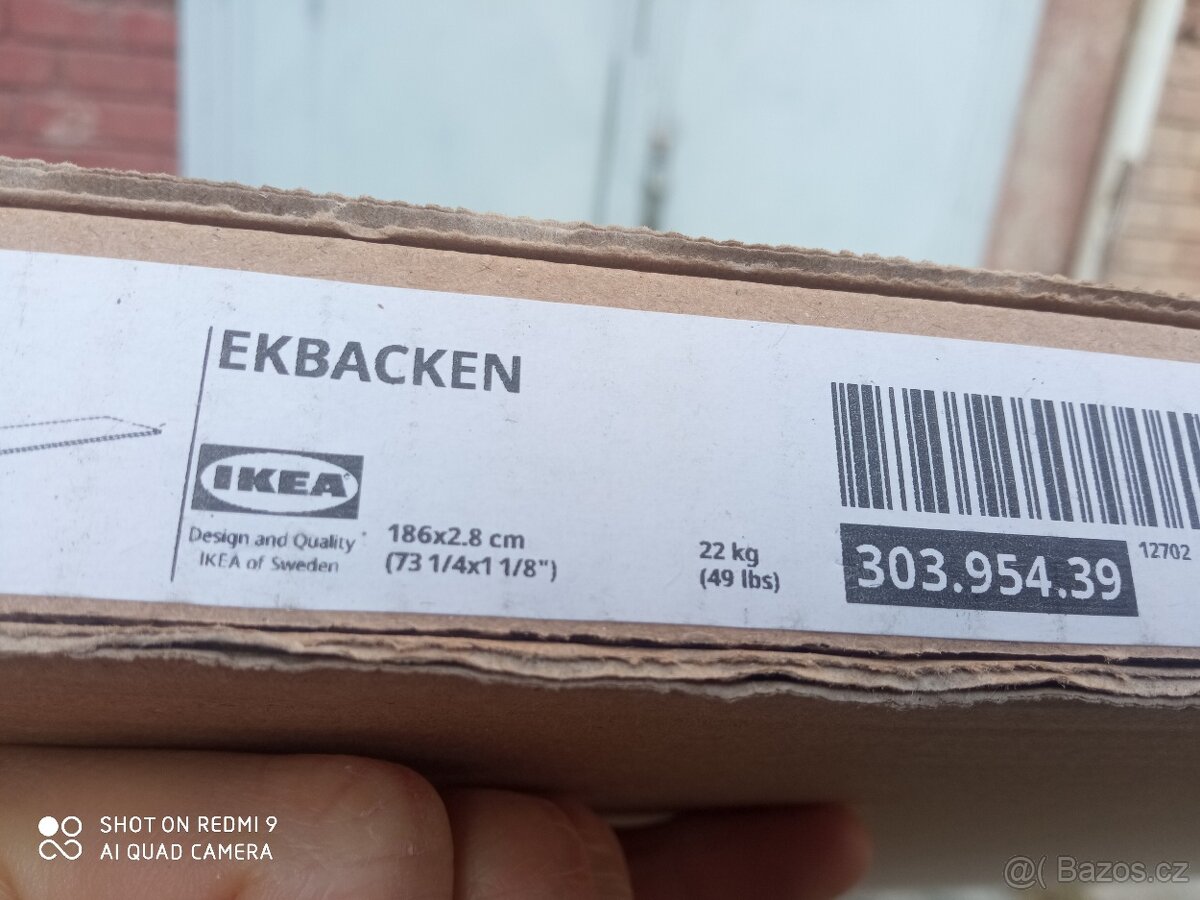 EKBACKEN
IKEA
Design and Quality
IKEA of Sweden
186x2.8 cm
(73 1/4x1 1/8")
22 kg
(49 lbs)
303.954.39
12702
SHOT ON REDMI 9
AI QUAD CAMERA
@( Bazos.cz